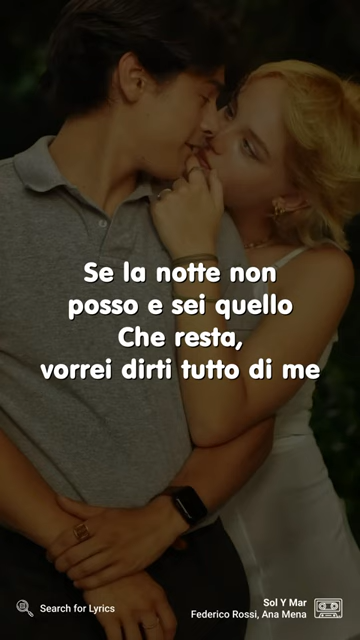 Se la notte non
posso e sei quello
Che resta,
vorrei dirti tutto di me
Search for Lyrics
Sol Y Mar
Federico Rossi, Ana Mena